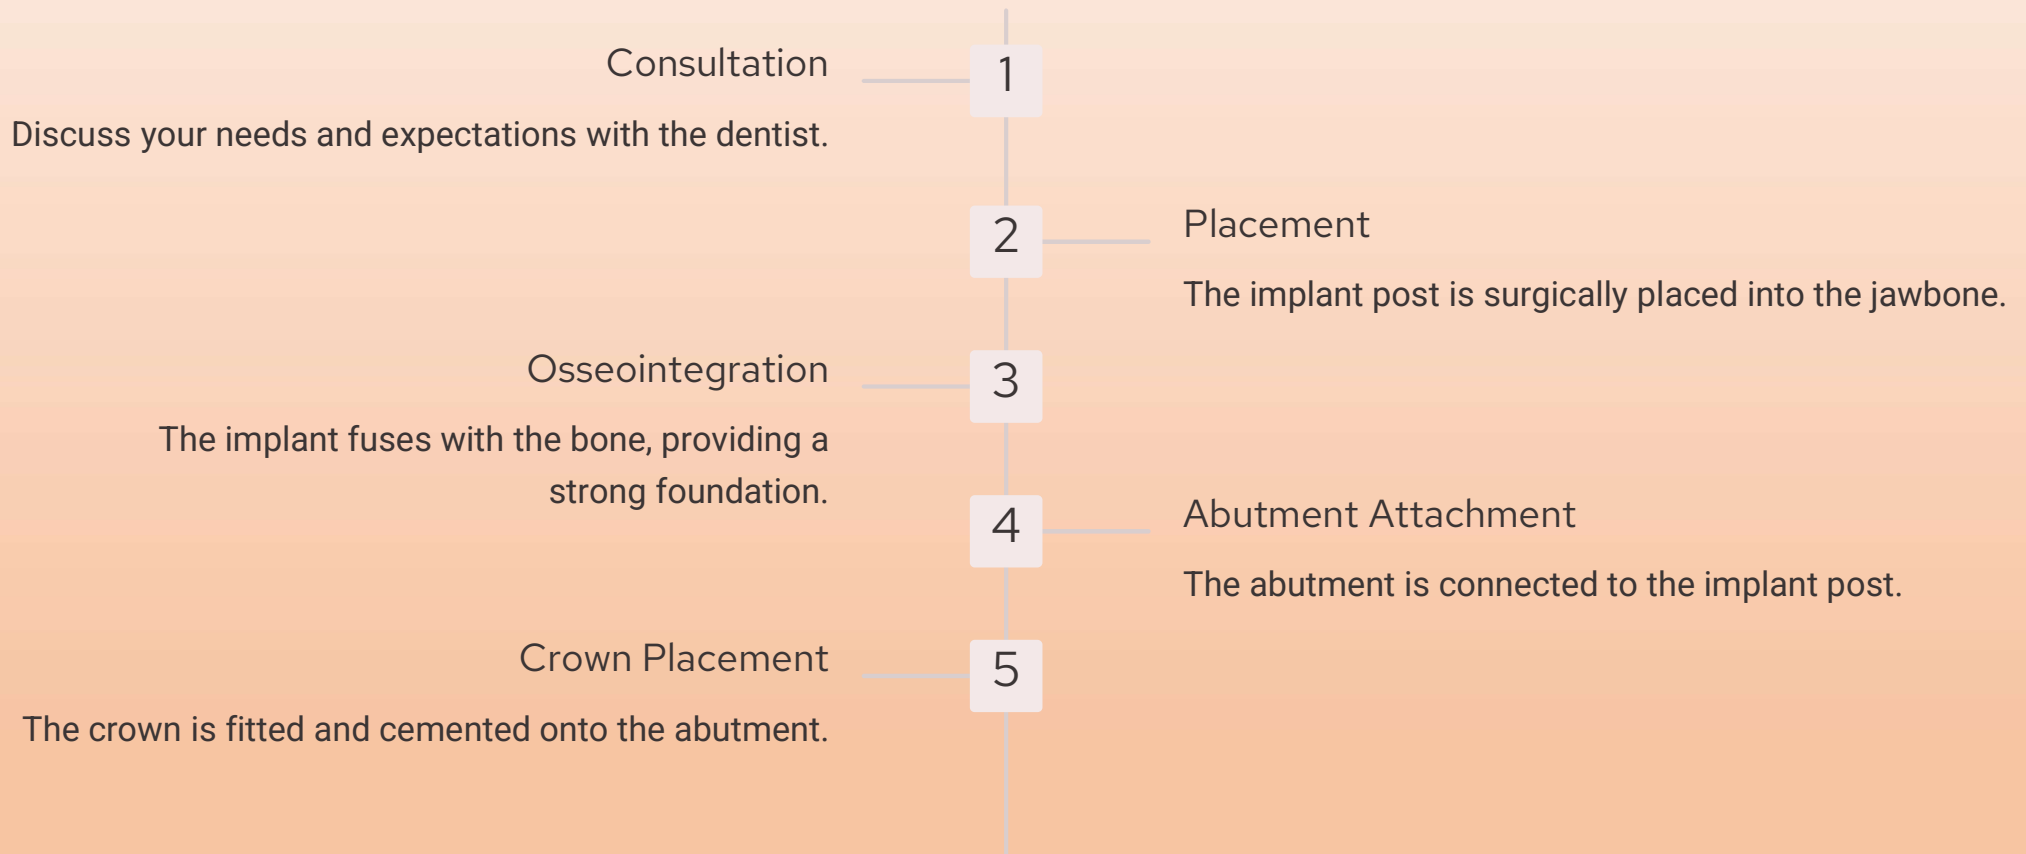 Consultation
1
Discuss your needs and expectations with the dentist.
2
Placement
The implant post is surgically placed into the jawbone.
Osseointegration
3
The implant fuses with the bone, providing a
strong foundation.
4
Abutment Attachment
The abutment is connected to the implant post.
Crown Placement
5
The crown is fitted and cemented onto the abutment.